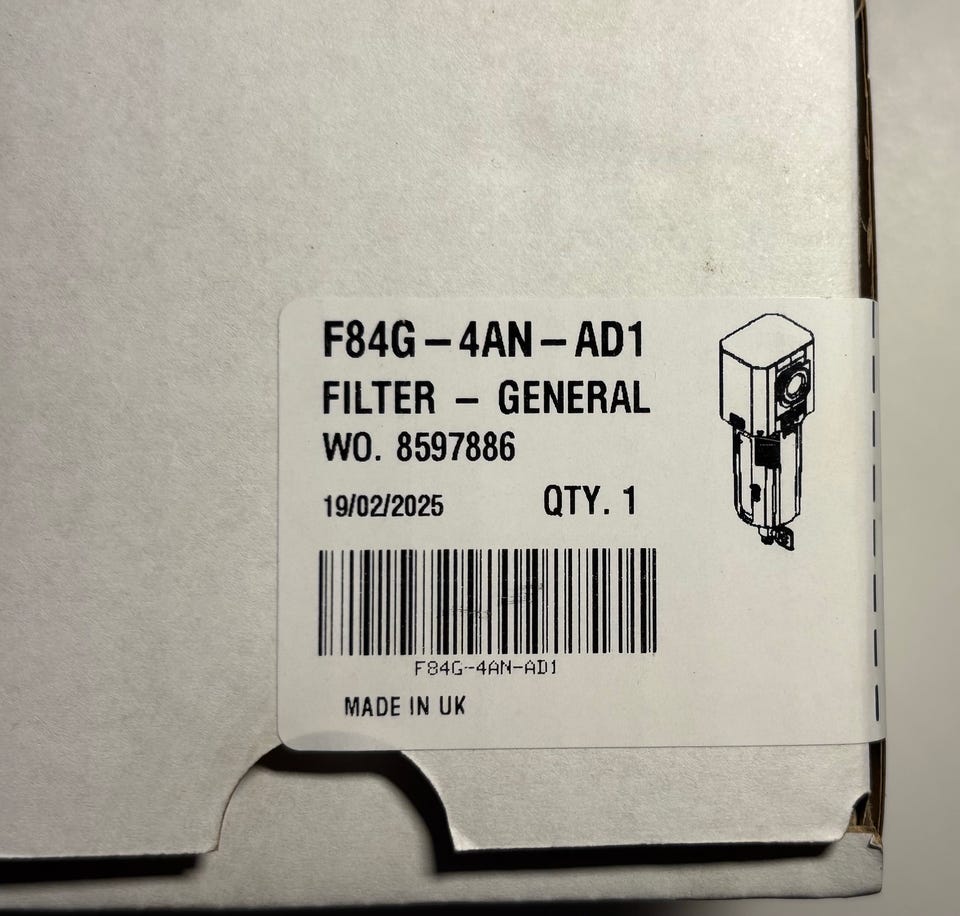 F84G-4AN-AD1
FILTER - GENERAL
WO. 8597886
19/02/2025 QTY. 1
F84G-4AN-AD1
MADE IN UK